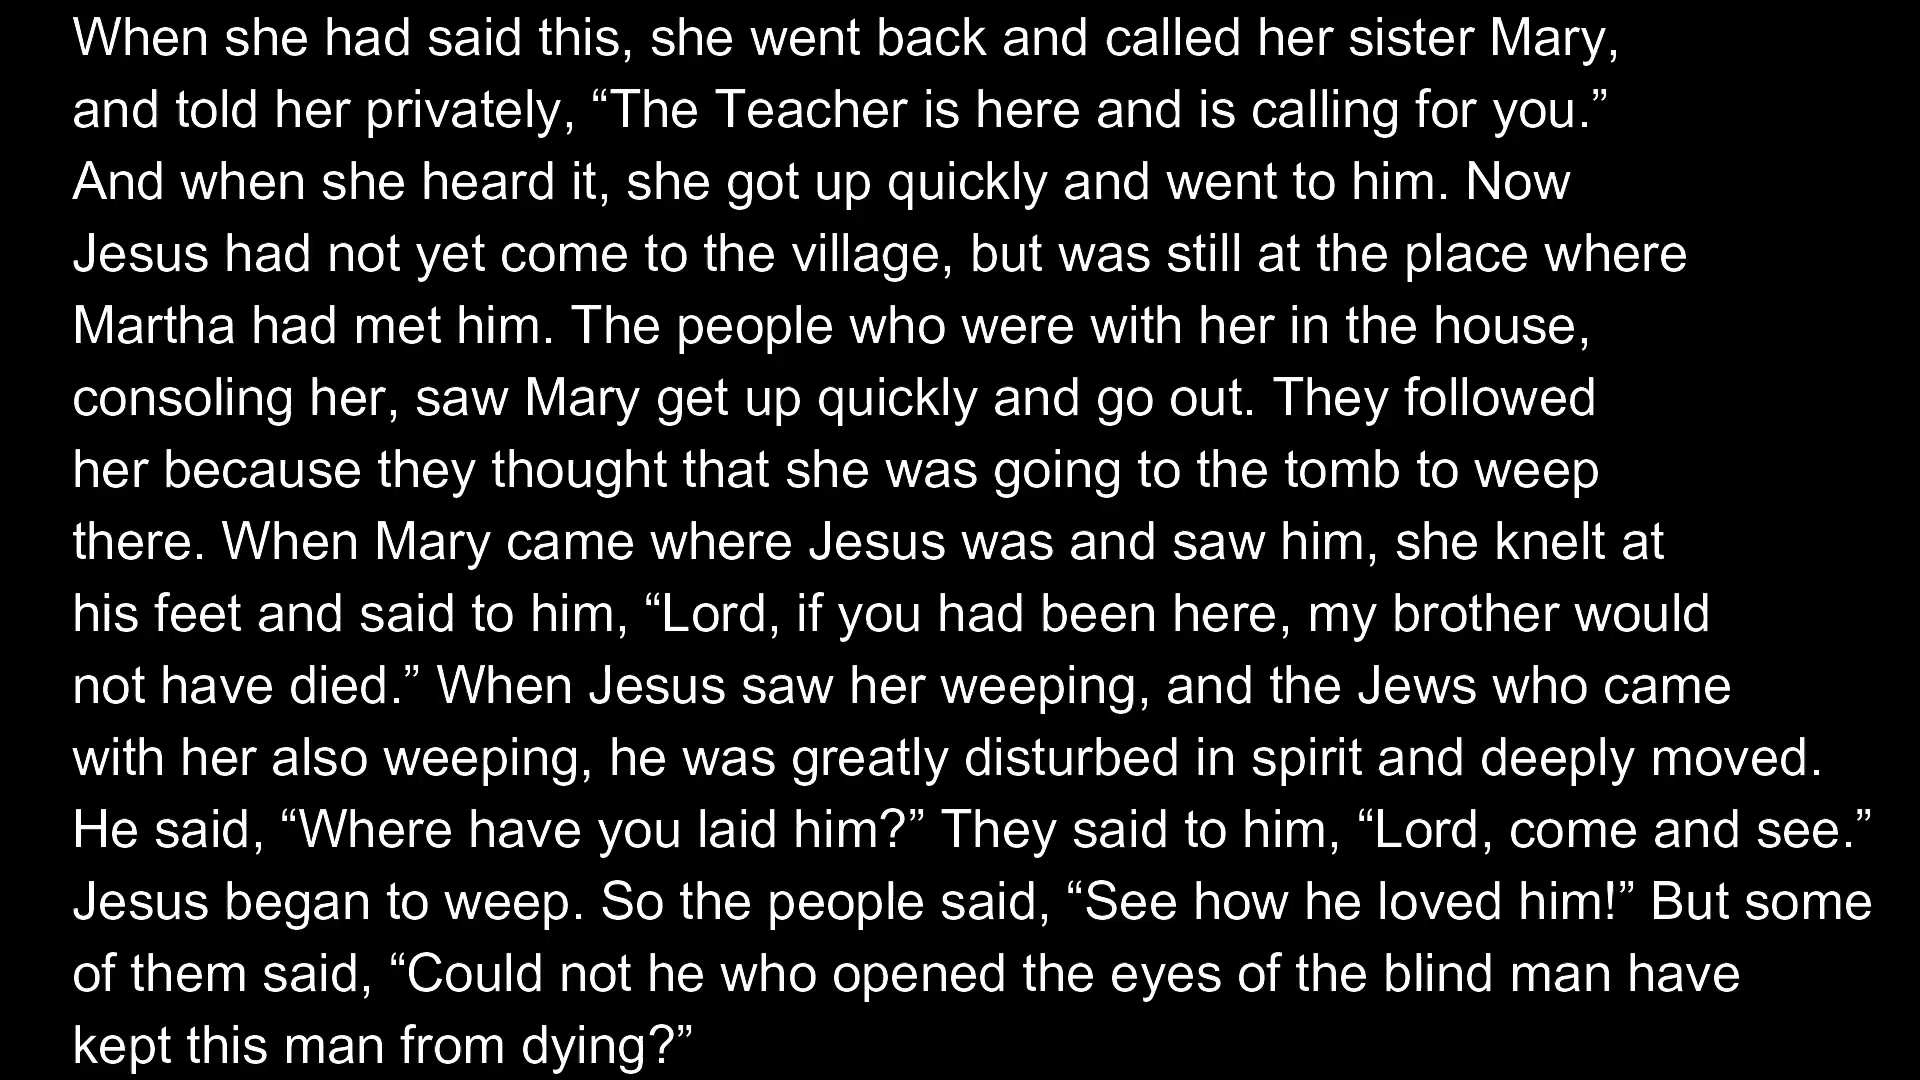 When she had said this, she went back and called her sister Mary,
and told her privately, “The Teacher is here and is calling for you.”
And when she heard it, she got up quickly and went to him. Now
Jesus had not yet come to the village, but was still at the place where
Martha had met him. The people who were with her in the house,
consoling her, saw Mary get up quickly and go out. They followed
her because they thought that she was going to the tomb to weep
there. When Mary came where Jesus was and saw him, she knelt at
his feet and said to him, “Lord, if you had been here, my brother would
not have died.” When Jesus saw her weeping, and the Jews who came
with her also weeping, he was greatly disturbed in spirit and deeply moved.
He said, “Where have you laid him?” They said to him, “Lord, come and see.”
Jesus began to weep. So the people said, “See how he loved him!” But some
of them said, “Could not he who opened the eyes of the blind man have
kept this man from dying?”